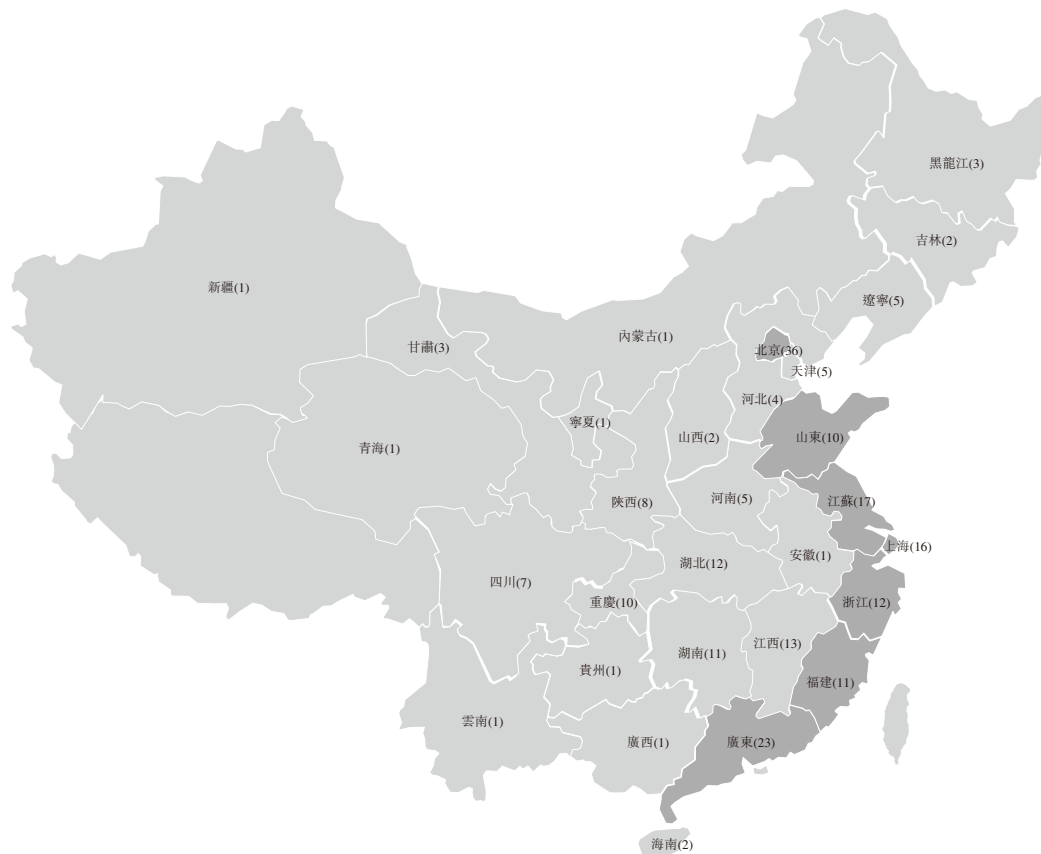 黑龍江(3)
吉林(2)
新疆(1)
遼寧(5)
內蒙古(1)
甘肅(3)
北京(36)
天津(5)
河北(4)
寧夏(1)
山西(2)
山東(10)
青海(1)
陝西(8)
河南(5)
江蘇(17)
上海(16)
安徽(1)
湖北(12)
四川(7)
重慶(10)
浙江(12)
江西(13)
湖南(11)
貴州(1)
福建(11)
雲南(1)
廣西(1)
廣東(23)
海南(2)